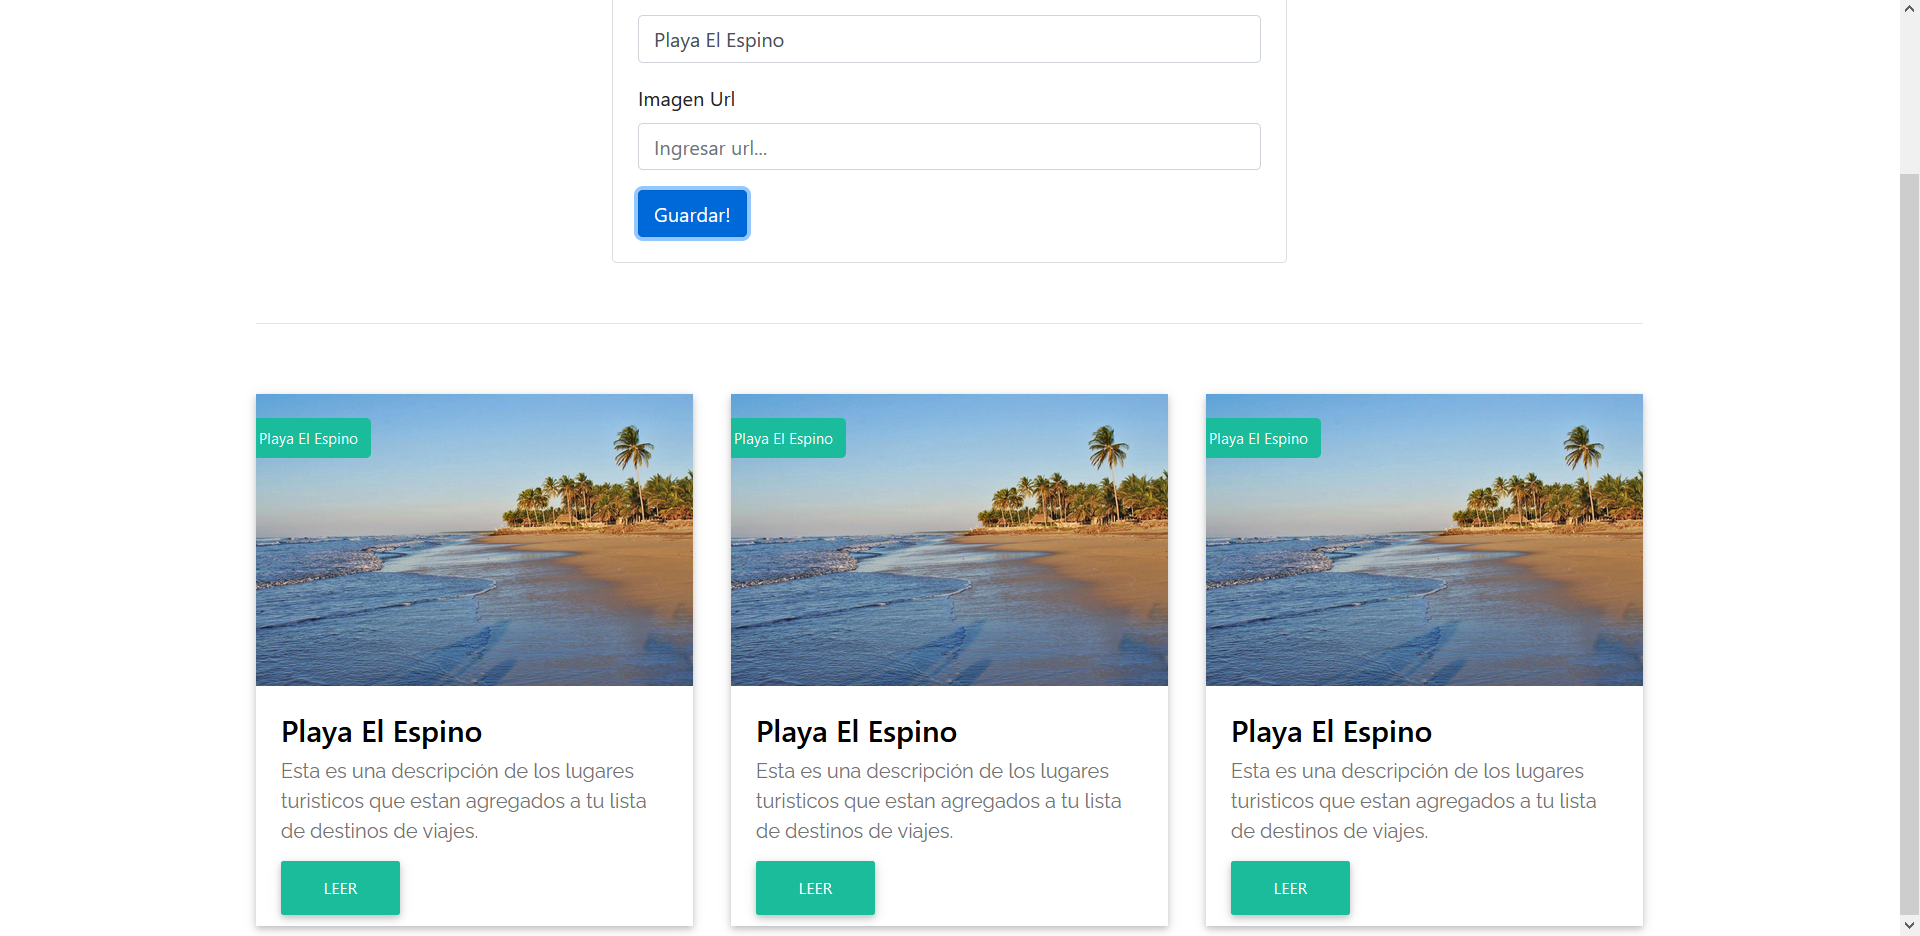 Playa El Espino
Imagen Url
Ingresar url...
Guardar!
Playa El Espino
Playa El Espino
Esta es una descripción de los lugares
turisticos que estan agregados a tu lista
de destinos de viajes.
LEER
Playa El Espino
Playa El Espino
Esta es una descripción de los lugares
turisticos que estan agregados a tu lista
de destinos de viajes.
LEER
Playa El Espino
Playa El Espino
Esta es una descripción de los lugares
turisticos que estan agregados a tu lista
de destinos de viajes.
LEER